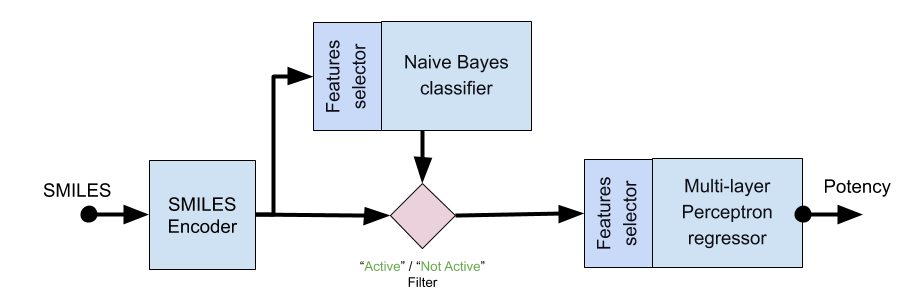 Features
selector
Naive Bayes
classifier
SMILES
SMILES
Encoder
Features
selector
Multi-layer
Perceptron
regressor
Potency
“Active” / “Not Active”
Filter